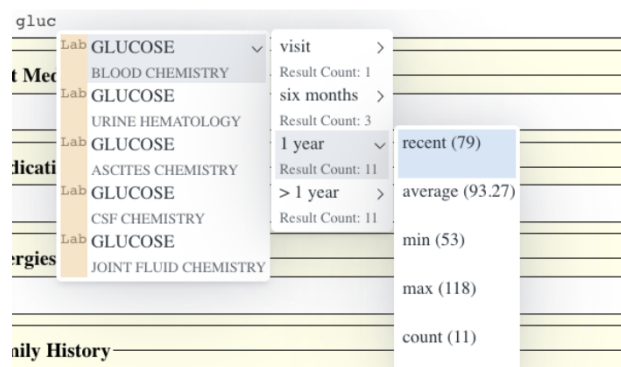 gluc
Lab GLUCOSE
BLOOD CHEMISTRY
Lab GLUCOSE
URINE HEMATOLOGY
Lab GLUCOSE
ASCITES CHEMISTRY
Lab GLUCOSE
CSF CHEMISTRY
Lab GLUCOSE
JOINT FLUID CHEMISTRY
visit
Result Count: 1
six months
Result Count: 3
1 year
Result Count: 11
> 1 year
Result Count: 11
recent (79)
average (93.27)
min (53)
max (118)
count (11)
t Med
dicati
ergies
nily History